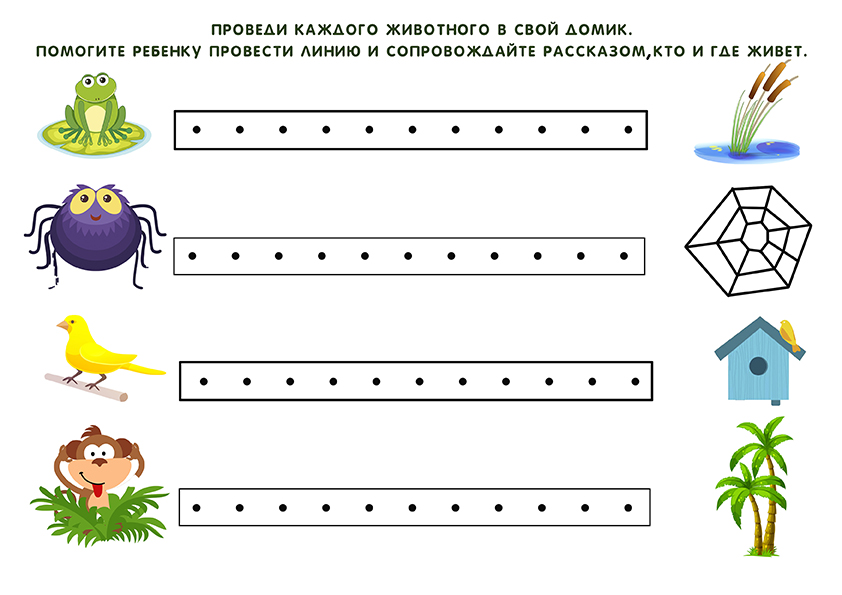 ПРОВЕДИ КАЖДОГО ЖИВОТНОГО В СВОЙ ДОМИК.
ПОМОГИТЕ РЕБЕНКУ ПРОВЕСТИ ЛИНИЮ И СОПРОВОЖДАЙТЕ РАССКАЗОМ,КТО И ГДЕ ЖИВЕТ.